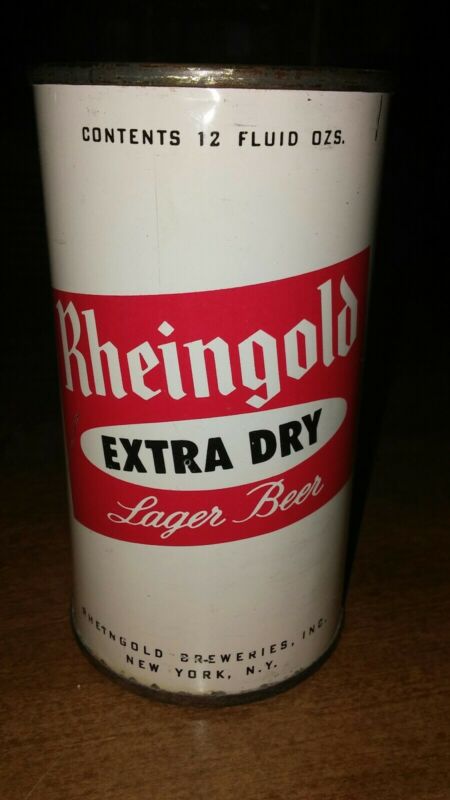 CONTENTS 12 FLUID OZS.
Rheingold
EXTRA DRY
Lager Beer
RHEINGOLD BREWERIES, INC.
NEW YORK, N.Y.